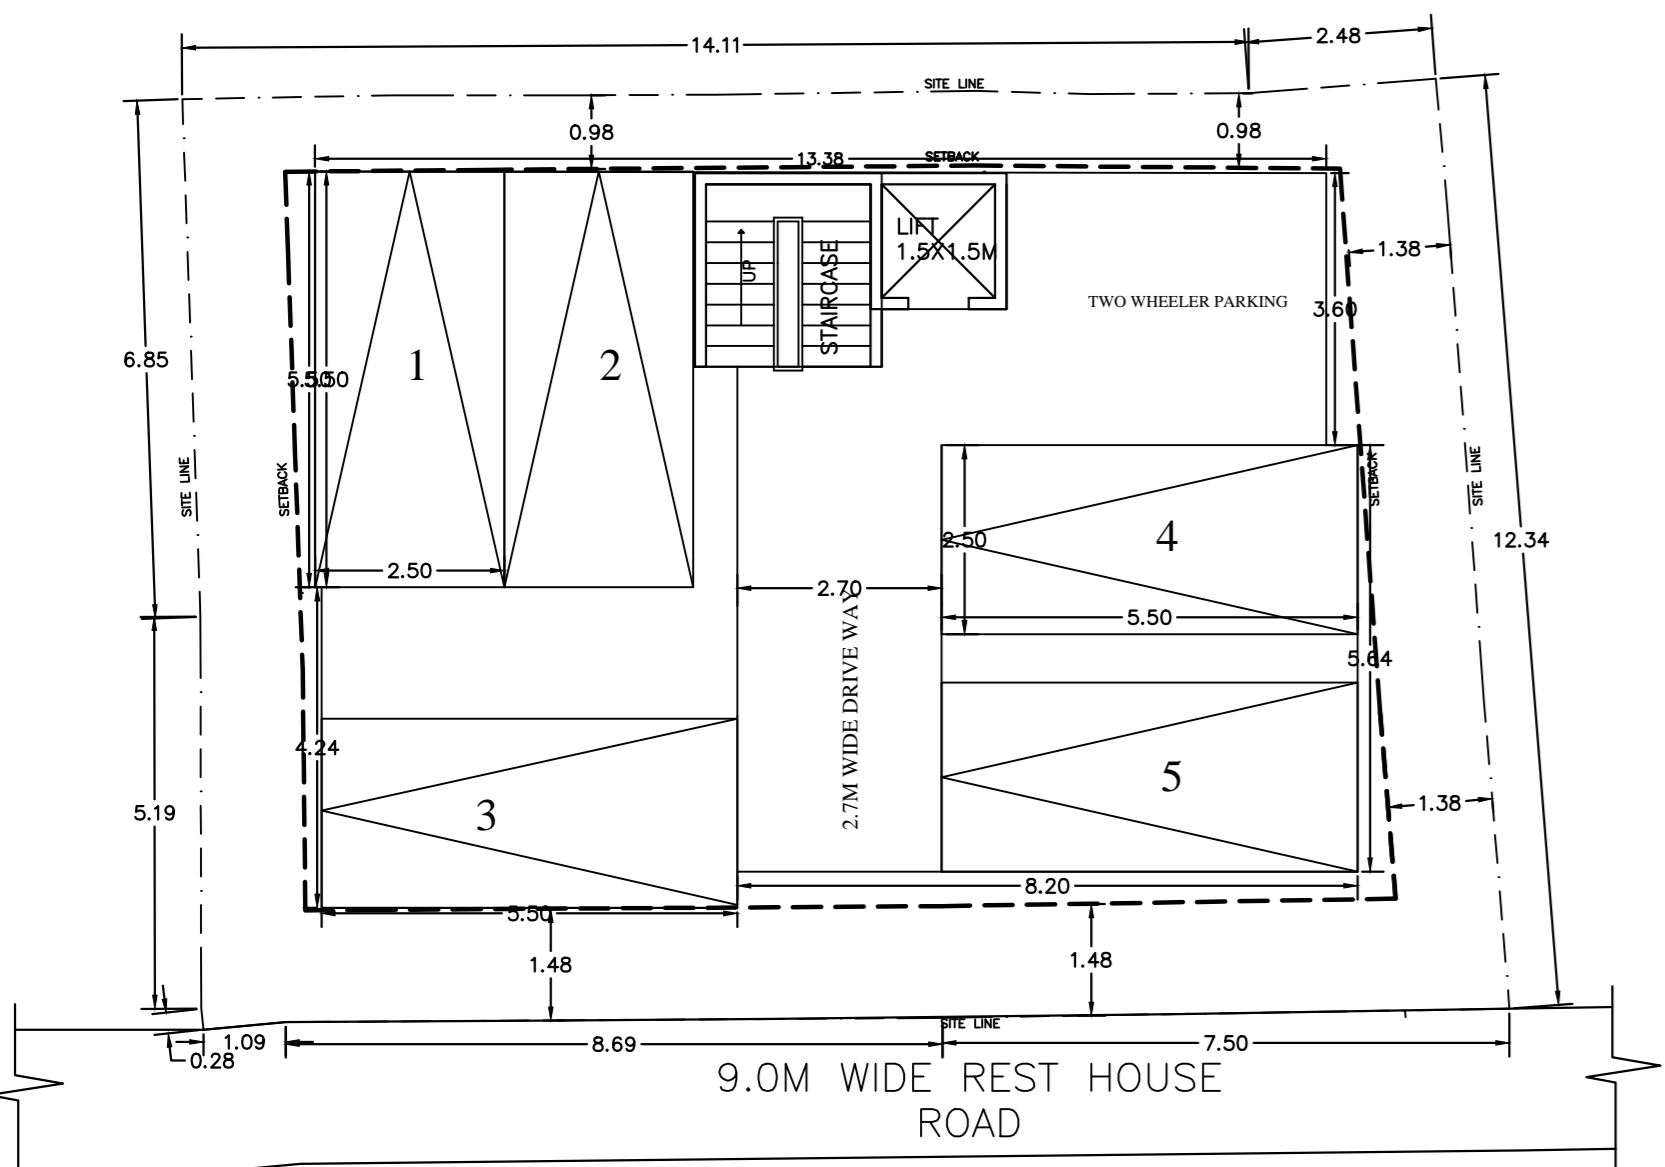 14.11
2.48
SITE LINE
0.98
0.98
13.38
SETBACK
LIFT
1.5X1.5M
UP
STAIRCASE
TWO WHEELER PARKING
1.38
3.60
6.85
5.50
5.50
1
2
SITE LINE
SETBACK
SETBACK
SITE LINE
2.50
4
12.34
2.50
2.70
5.50
2.7M WIDE DRIVE WAY
5.64
4.24
5.19
3
5
1.38
8.20
5.50
1.48
1.48
SITE LINE
1.09
0.28
8.69
7.50
9.0M WIDE REST HOUSE
ROAD